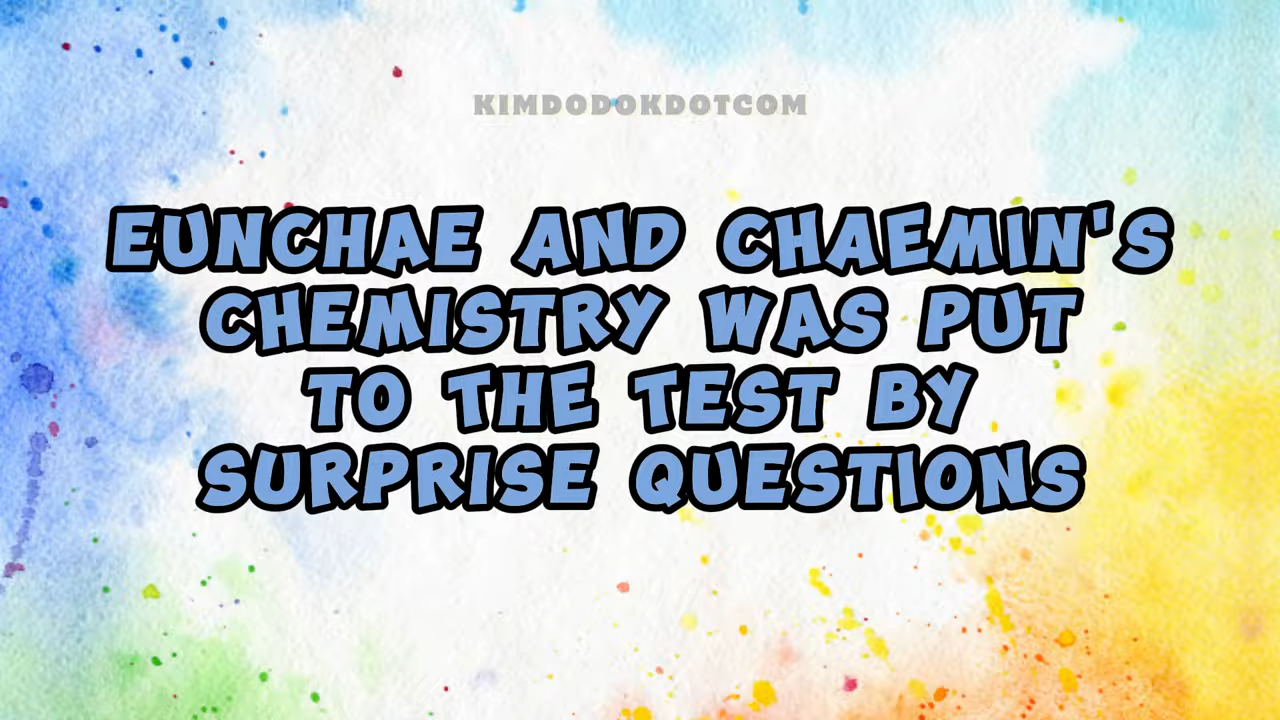 KIMDODOKDOTCOM
EUNCHAE AND CHAEMIN'S
CHEMISTRY WAS PUT
TO THE TEST BY
SURPRISE QUESTIONS